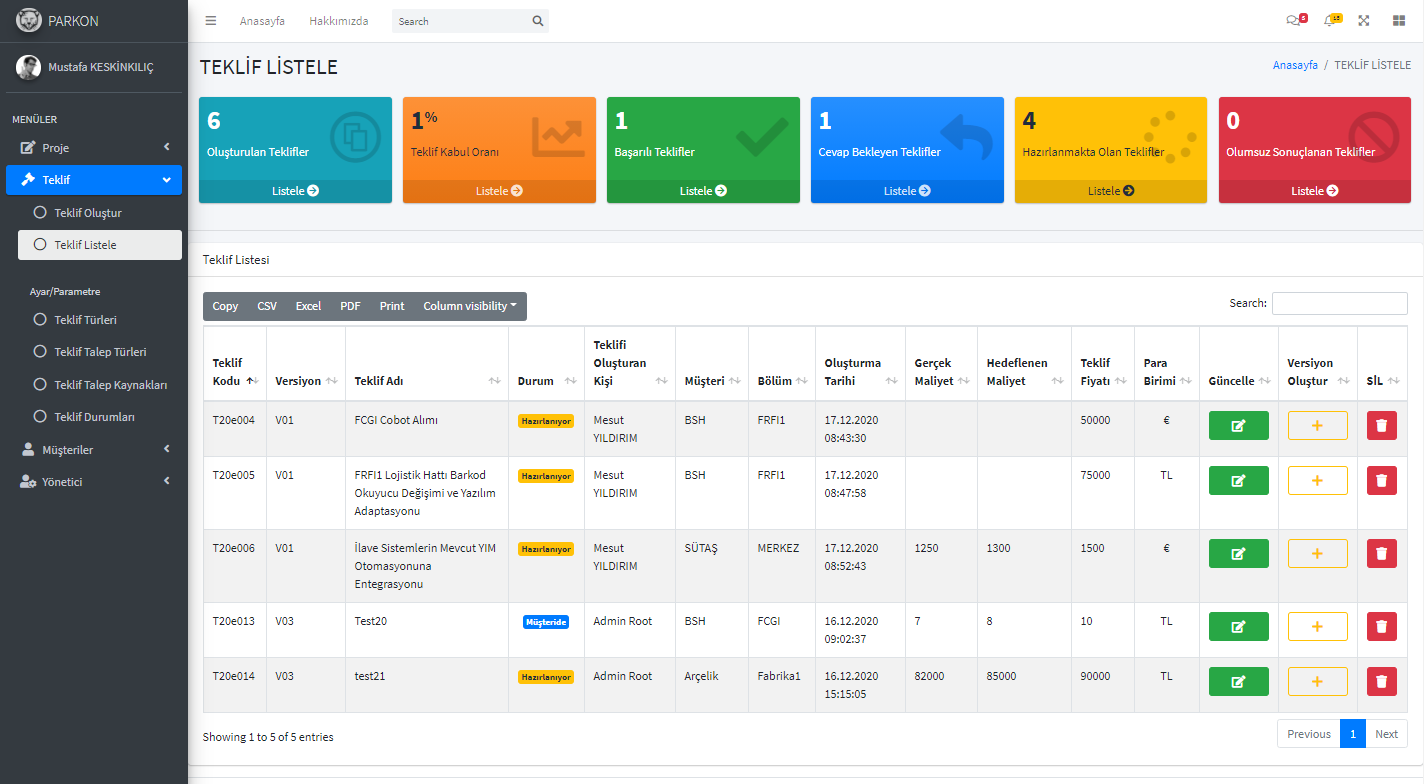 PARKON
Anasayfa Hakkımızda Search
5 15
Mustafa KESKİNKILIÇ
MENÜLER
Proje
Teklif
Teklif Oluştur
Teklif Listele
Ayar/Parametre
Teklif Türleri
Teklif Talep Türleri
Teklif Talep Kaynakları
Teklif Durumları
Müşteriler
Yönetici
TEKLİF LİSTELE
Anasayfa / TEKLİF LİSTELE
6
Oluşturulan Teklifler
Listele
1%
Teklif Kabul Oranı
Listele
1
Başarılı Teklifler
Listele
1
Cevap Bekleyen Teklifler
Listele
4
Hazırlanmakta Olan Teklifler
Listele
0
Olumsuz Sonuçlanan Teklifler
Listele
Teklif Listesi
Copy CSV Excel PDF Print Column visibility
Search:
Teklif Kodu Versiyon Teklif Adı Durum Teklifi Oluşturan Kişi Müşteri Bölüm Oluşturma Tarihi Gerçek Maliyet Hedeflenen Maliyet Teklif Fiyatı Para Birimi Güncelle Versiyon Oluştur SİL
T20e004 V01 FCGI Cobot Alımı Hazırlanıyor Mesut YILDIRIM BSH FRFI1 17.12.2020 08:43:30 50000 €
T20e005 V01 FRFI1 Lojistik Hattı Barkod Okuyucu Değişimi ve Yazılım Adaptasyonu Hazırlanıyor Mesut YILDIRIM BSH FRFI1 17.12.2020 08:47:58 75000 TL
T20e006 V01 İlave Sistemlerin Mevcut YIM Otomasyonuna Entegrasyonu Hazırlanıyor Mesut YILDIRIM SÜTAŞ MERKEZ 17.12.2020 08:52:43 1250 1300 1500 €
T20e013 V03 Test20 Müşteride Admin Root BSH FCGI 16.12.2020 09:02:37 7 8 10 TL
T20e014 V03 test21 Hazırlanıyor Admin Root Arçelik Fabrika1 16.12.2020 15:15:05 82000 85000 90000 TL
Showing 1 to 5 of 5 entries
Previous 1 Next